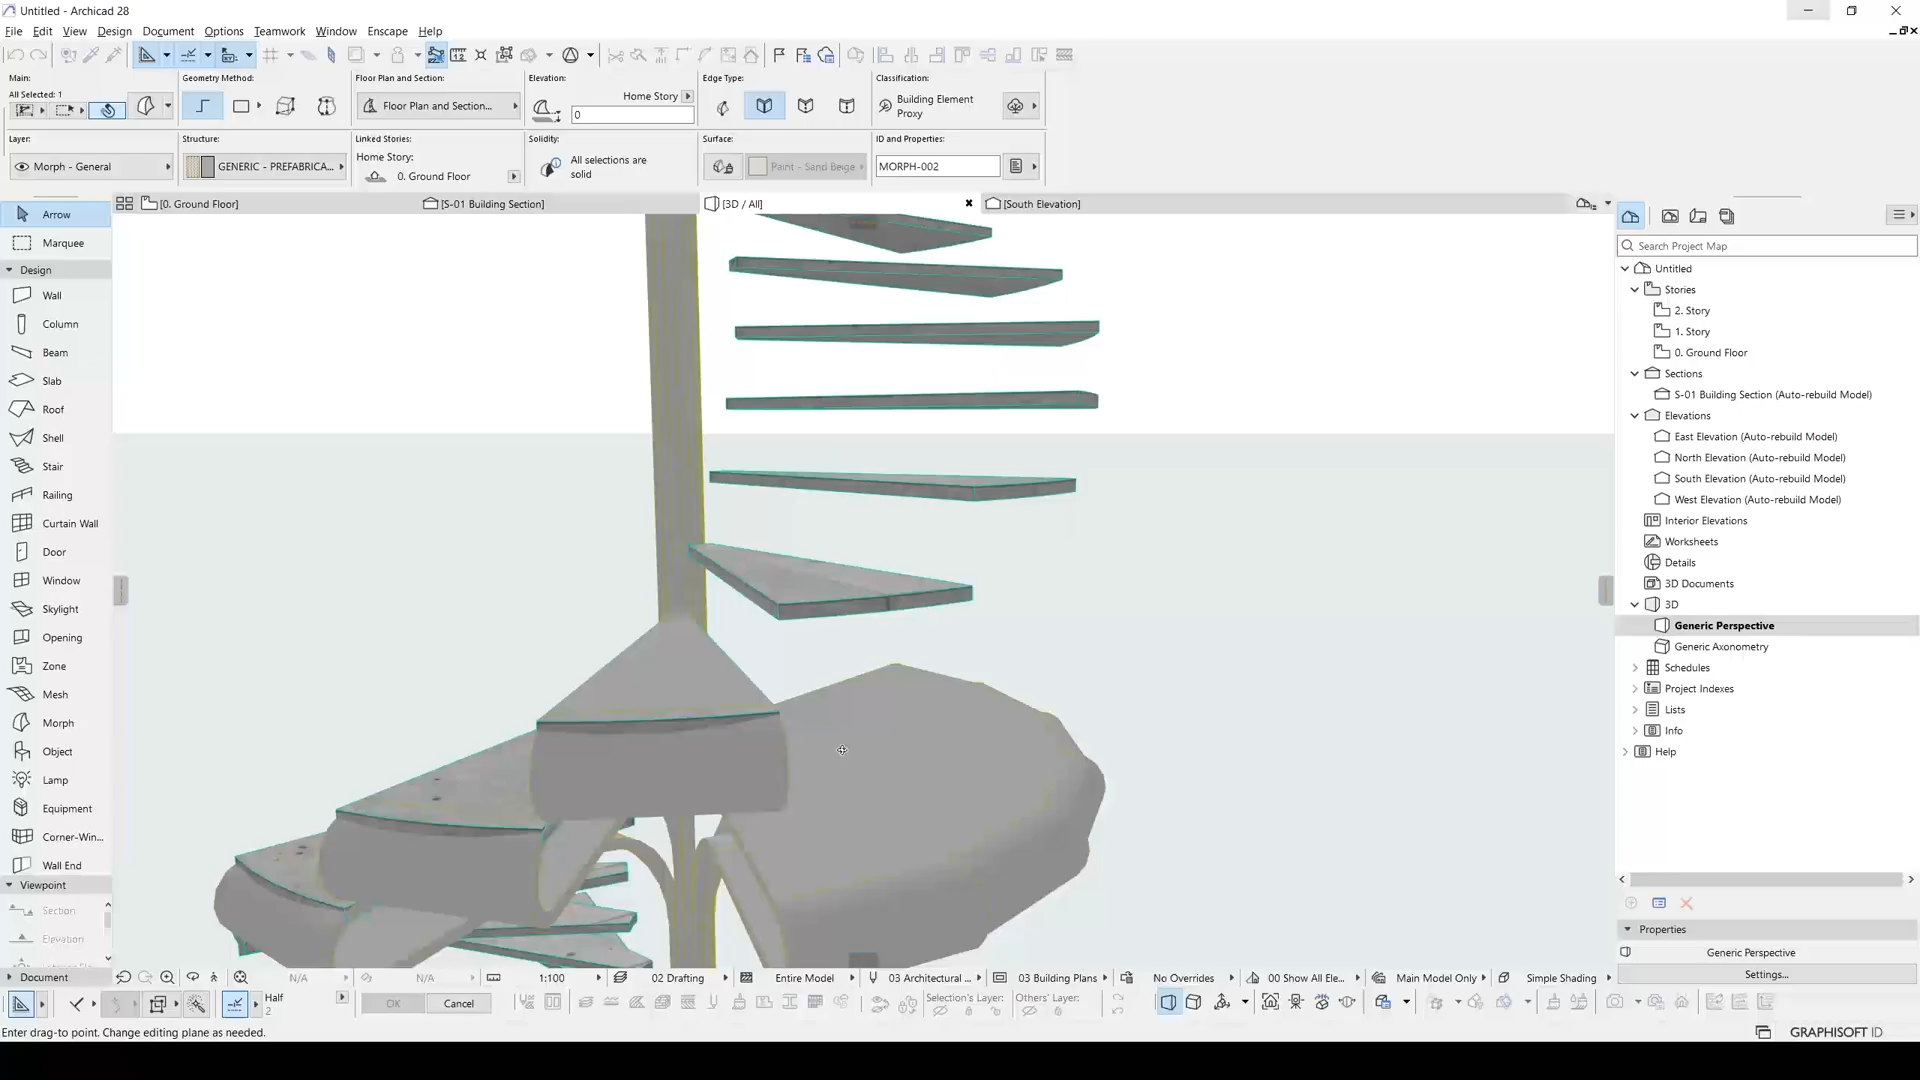 Untitled - Archicad 28
File Edit View Design Document Options Teamwork Window Enscape Help
Main: Geometry Method: Floor Plan and Section: Elevation: Edge Type: Classification:
All Selected: 1
Floor Plan and Section... Home Story 0 Building Element Proxy
Layer: Structure: Linked Stories: Solidity: Surface: ID and Properties:
Morph - General GENERIC - PREFABRICA... Home Story: 0. Ground Floor All selections are solid Paint - Sand Beige MORPH-002
[0. Ground Floor] [S-01 Building Section] [3D / All] [South Elevation]
Arrow
Marquee
Design
Wall
Column
Beam
Slab
Roof
Shell
Stair
Railing
Curtain Wall
Door
Window
Skylight
Opening
Zone
Mesh
Morph
Object
Lamp
Equipment
Corner-Win...
Wall End
Viewpoint
Section
Elevation
Document
Search Project Map
Untitled
Stories
2. Story
1. Story
0. Ground Floor
Sections
S-01 Building Section (Auto-rebuild Model)
Elevations
East Elevation (Auto-rebuild Model)
North Elevation (Auto-rebuild Model)
South Elevation (Auto-rebuild Model)
West Elevation (Auto-rebuild Model)
Interior Elevations
Worksheets
Details
3D Documents
3D
Generic Perspective
Generic Axonometry
Schedules
Project Indexes
Lists
Info
Help
Properties
Generic Perspective
Settings...
N/A N/A 1:100 02 Drafting Entire Model 03 Architectural ... 03 Building Plans No Overrides 00 Show All Ele... Main Model Only Simple Shading
Half 2 OK Cancel Selection's Layer: Others' Layer:
Enter drag-to point. Change editing plane as needed.
GRAPHISOFT ID